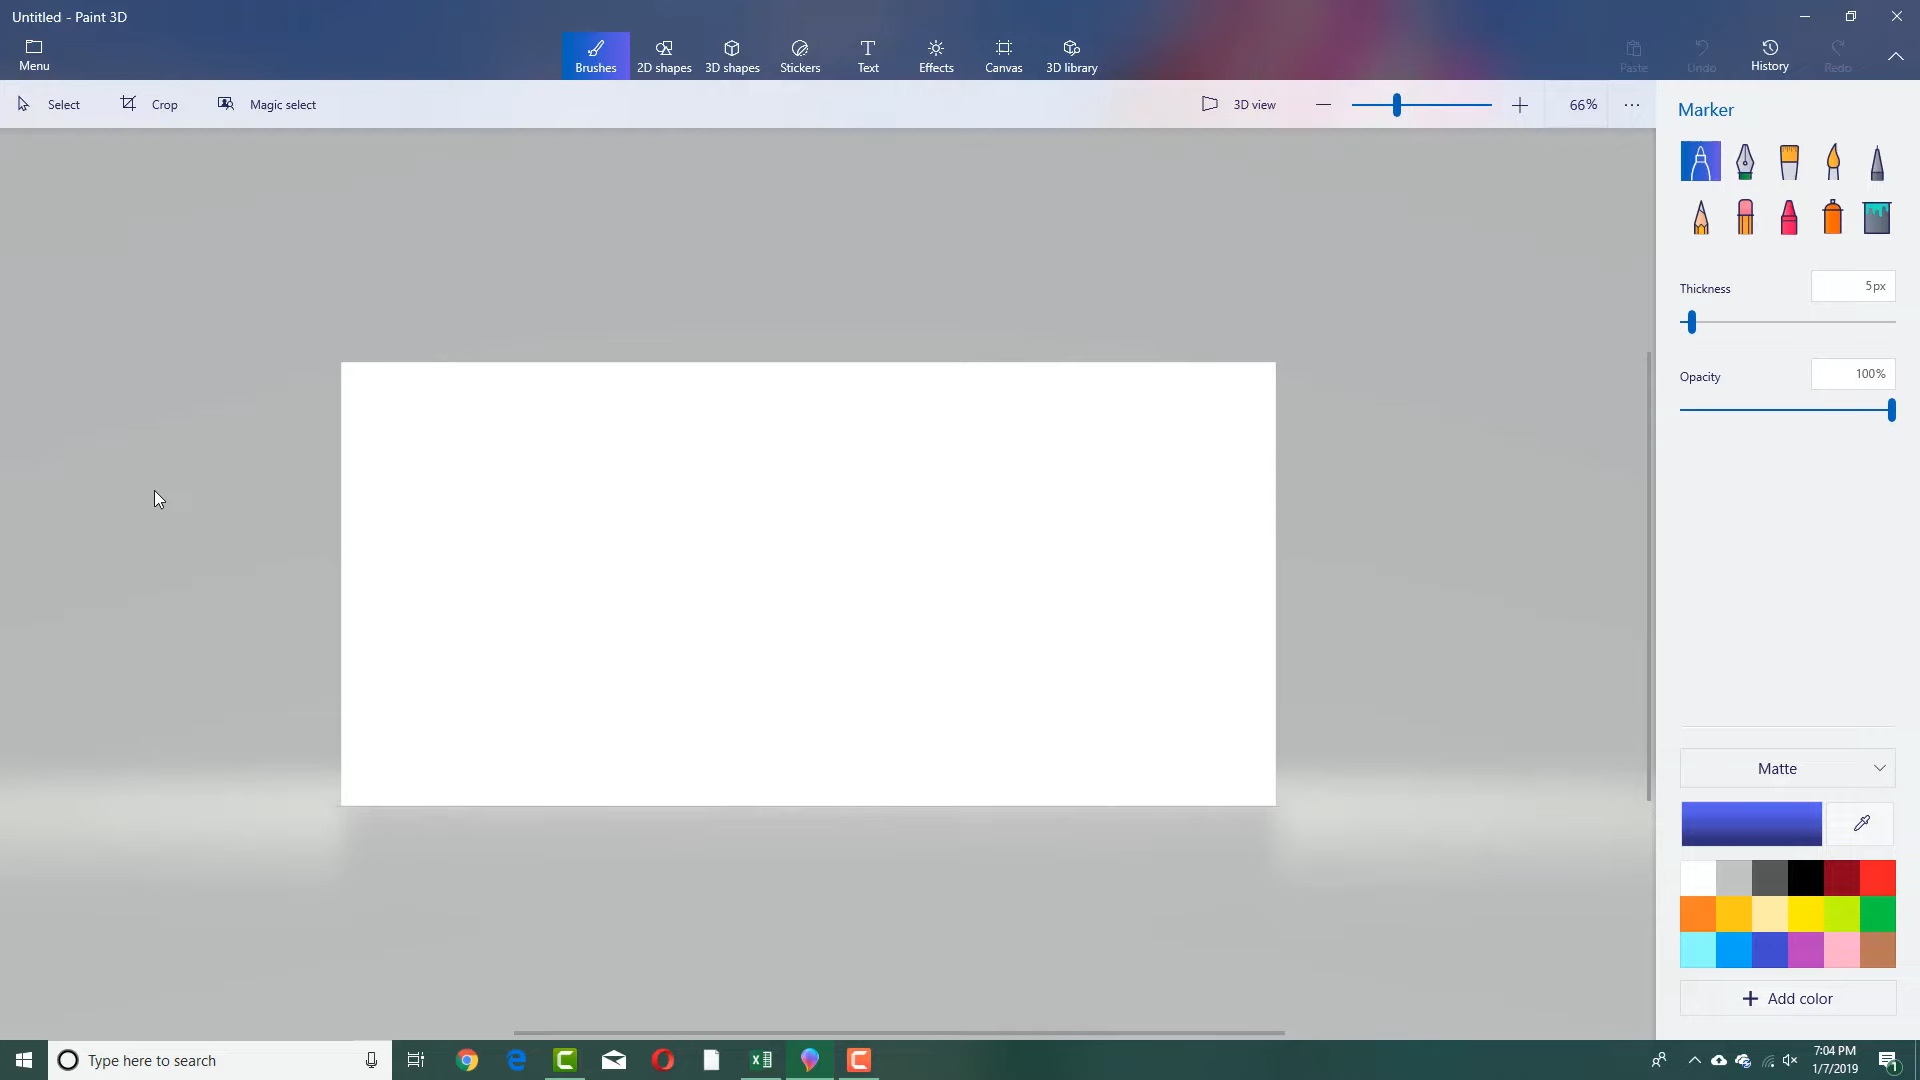 Untitled - Paint 3D
Menu
Brushes
2D shapes
3D shapes
Stickers
Text
Effects
Canvas
3D library
Paste
Undo
History
Redo
Select
Crop
Magic select
3D view
66%
Marker
Thickness
5px
Opacity
100%
Matte
Add color
Type here to search
7:04 PM
1/7/2019
1